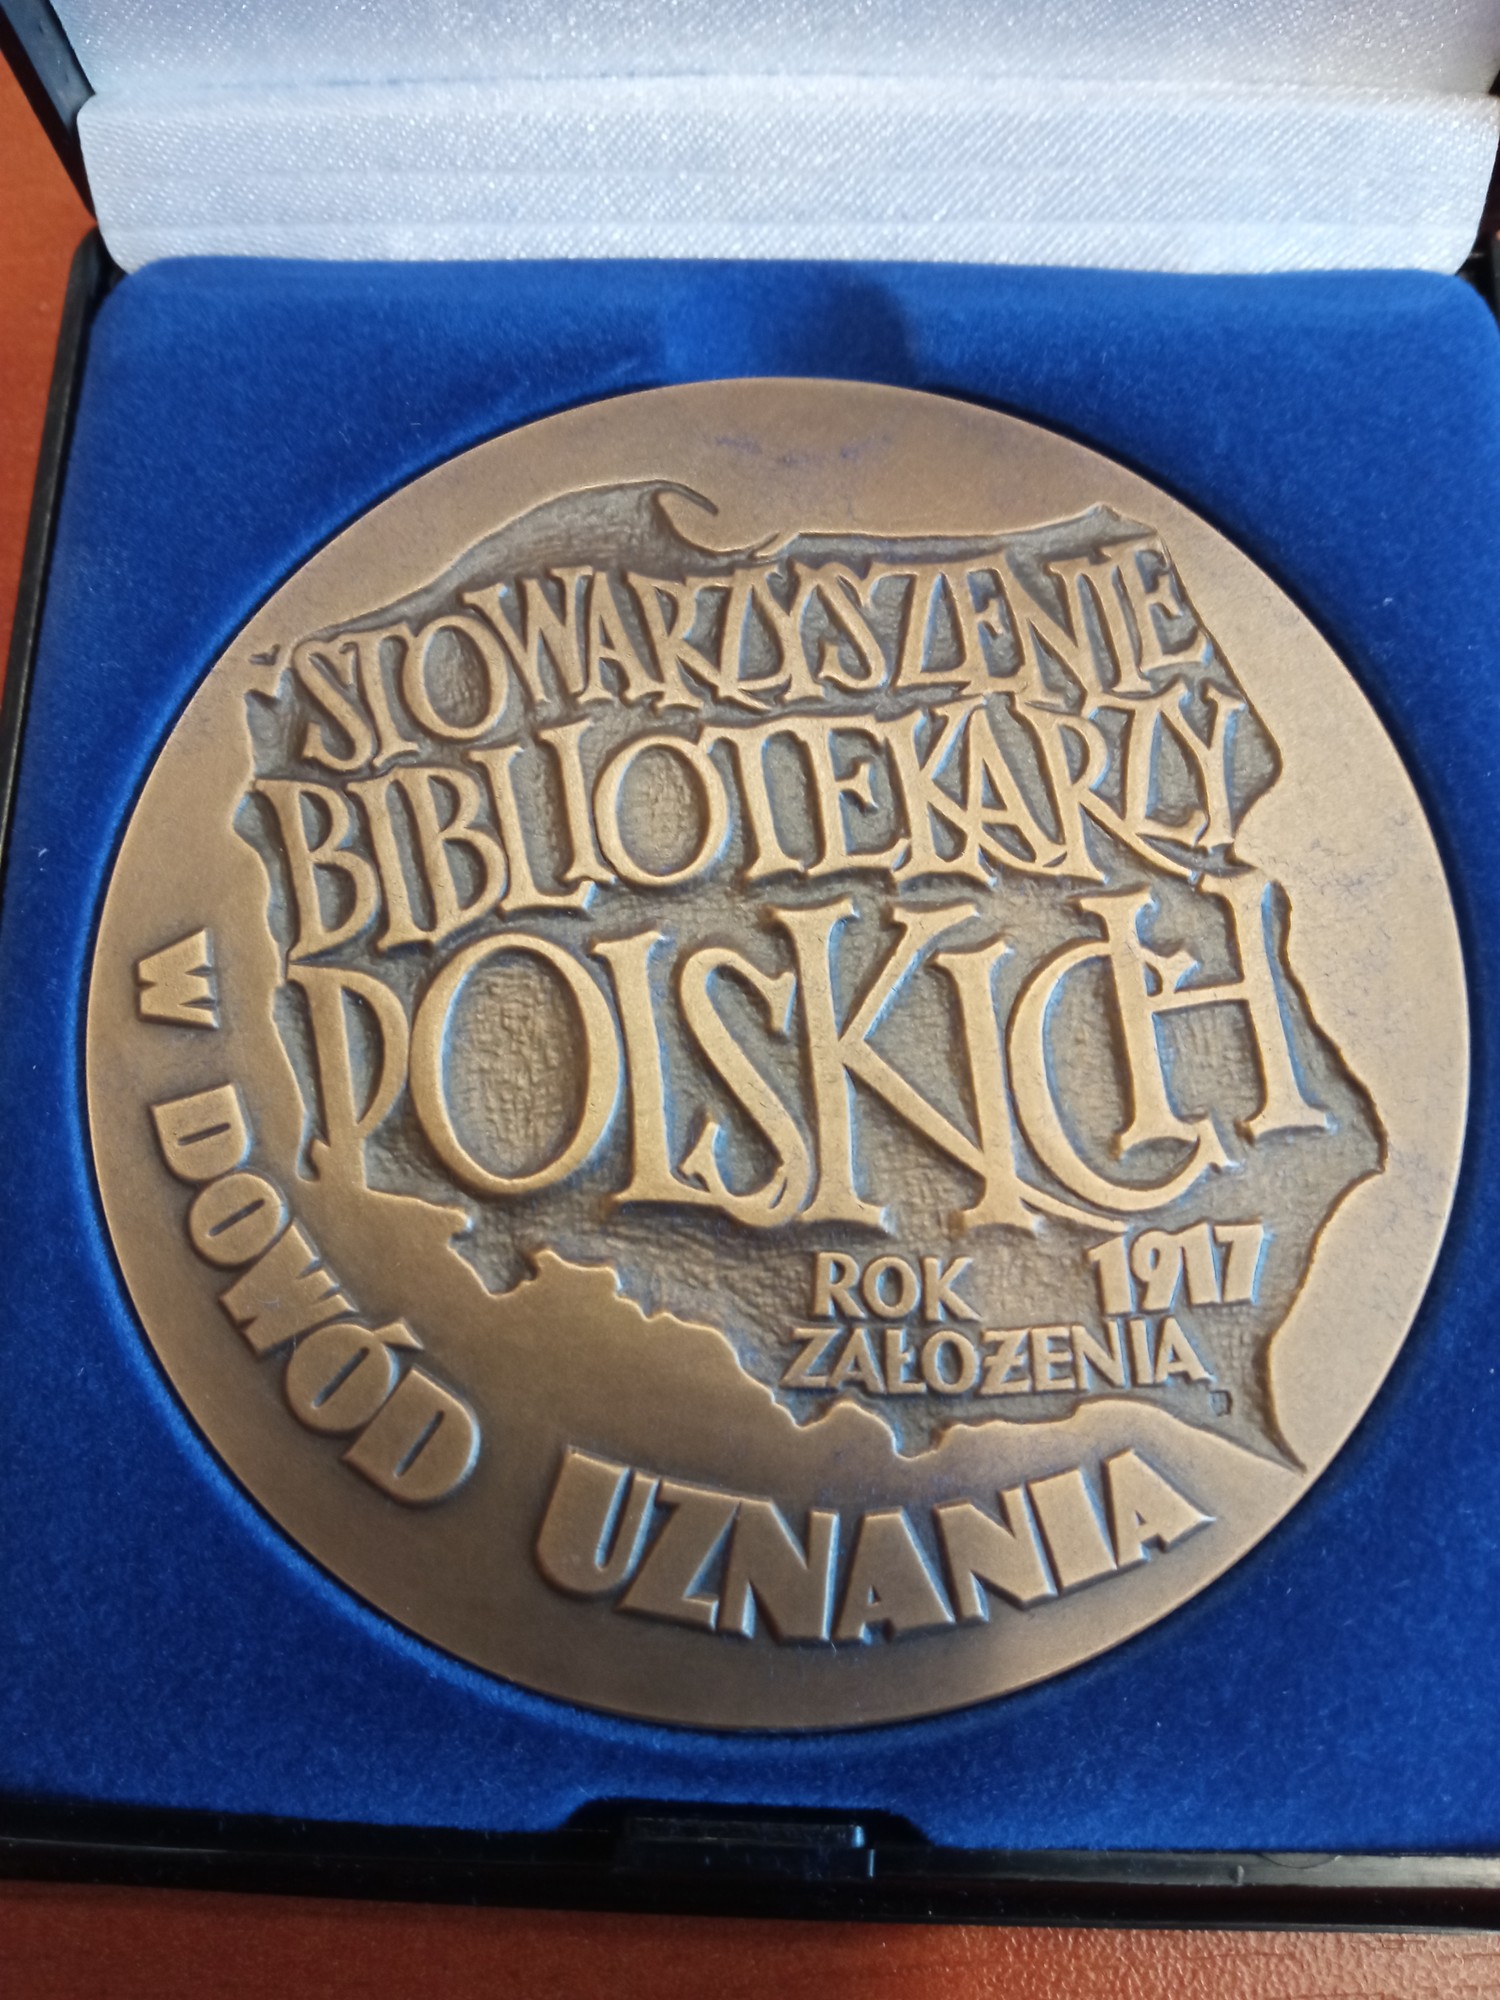 STOWARZYSZENIE
BIBLIOTEKARZY
POLSKICH
ROK 1917
ZAŁOŻENIA
W DOWÓD UZNANIA